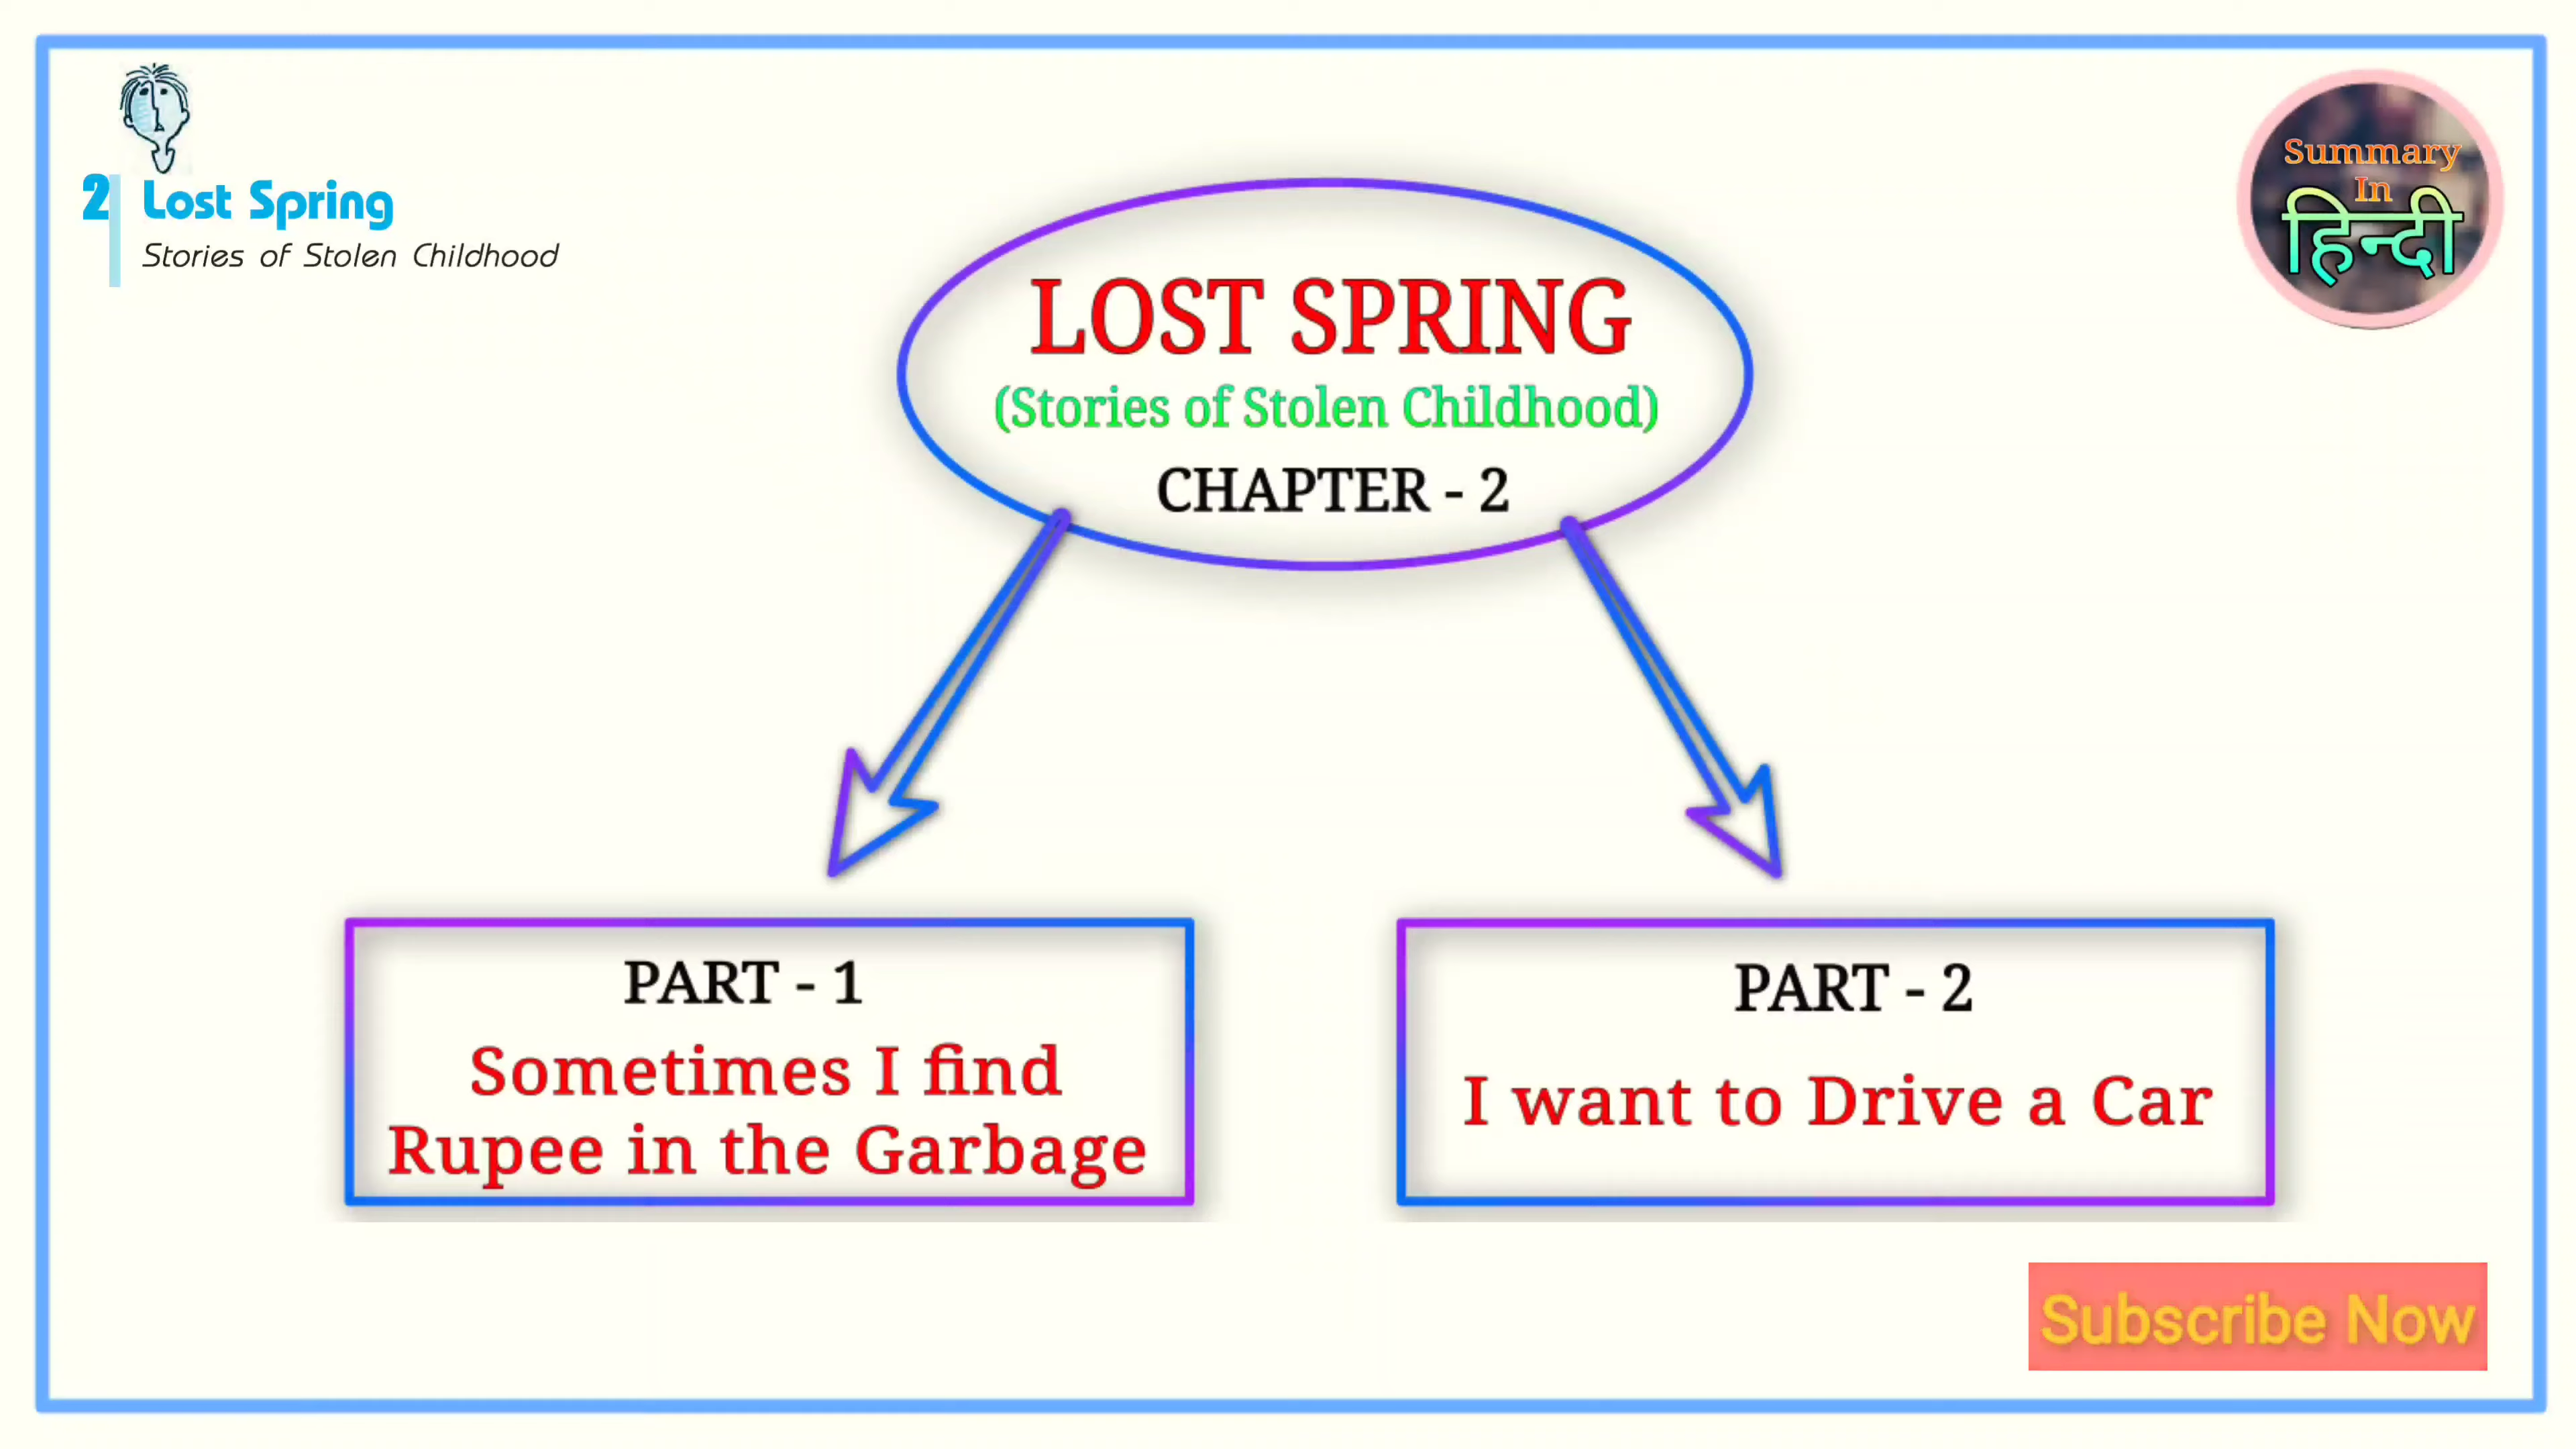 2 Lost Spring
Stories of Stolen Childhood
Summary
In
हिन्दी
LOST SPRING
(Stories of Stolen Childhood)
CHAPTER - 2
PART - 1
Sometimes I find
Rupee in the Garbage
PART - 2
I want to Drive a Car
Subscribe Now